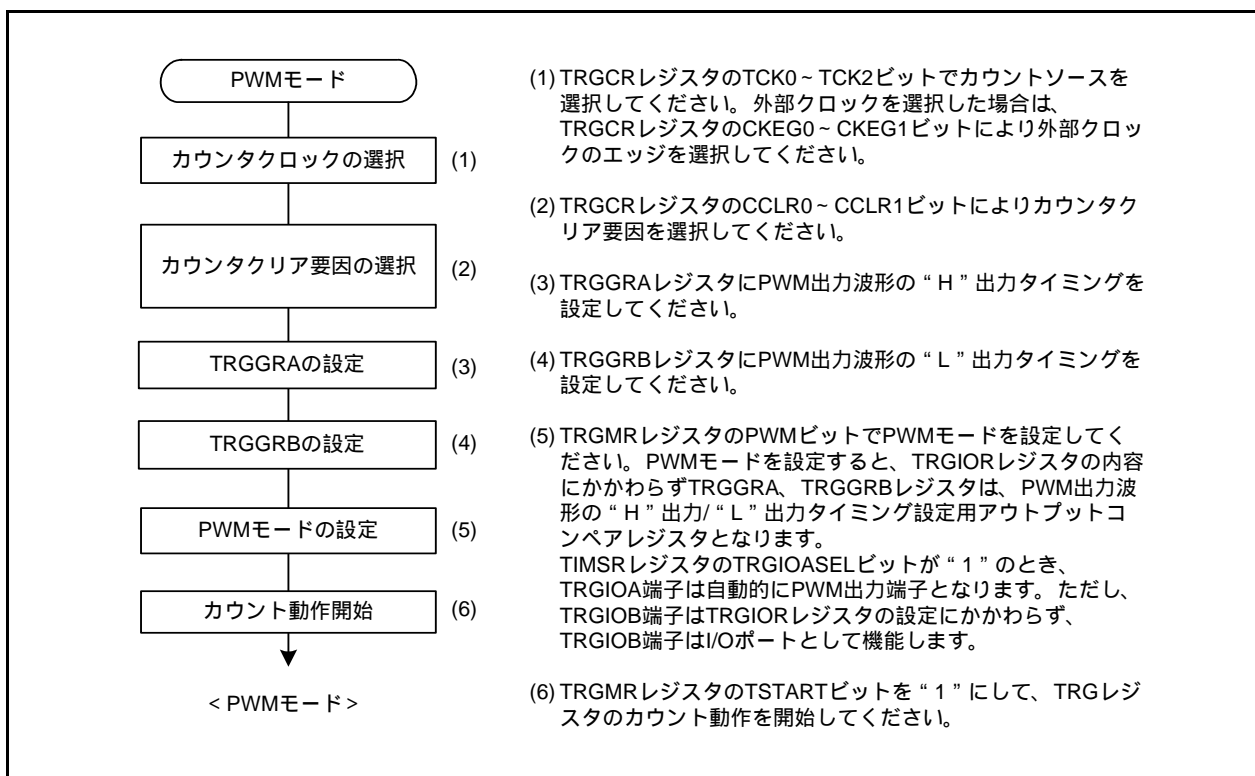 PWMモード
カウンタクロックの選択 (1)
カウンタクリア要因の選択 (2)
TRGGRAの設定 (3)
TRGGRBの設定 (4)
PWMモードの設定 (5)
カウント動作開始 (6)
< PWMモード >
(1) TRGCRレジスタのTCK0~TCK2ビットでカウントソースを
選択してください。 外部クロックを選択した場合は、
TRGCRレジスタのCKEG0~CKEG1ビットにより外部クロッ
クのエッジを選択してください。
(2) TRGCRレジスタのCCLR0~CCLR1ビットによりカウンタク
リア要因を選択してください。
(3) TRGGRAレジスタにPWM出力波形の “ H ” 出力タイミングを
設定してください。
(4) TRGGRBレジスタにPWM出力波形の “ L ” 出力タイミングを
設定してください。
(5) TRGMRレジスタのPWMビットでPWMモードを設定してく
ださい。PWMモードを設定すると、TRGIORレジスタの内容
にかかわらずTRGGRA、TRGGRBレジスタは、PWM出力波
形の “ H ” 出力/ “ L ” 出力タイミング設定用アウトプットコ
ンペアレジスタとなります。
TIMSRレジスタのTRGIOASELビットが “ 1 ” のとき、
TRGIOA端子は自動的にPWM出力端子となります。ただし、
TRGIOB端子はTRGIORレジスタの設定にかかわらず、
TRGIOB端子はI/Oポートとして機能します。
(6) TRGMRレジスタのTSTARTビットを “ 1 ” にして、TRGレジ
スタのカウント動作を開始してください。